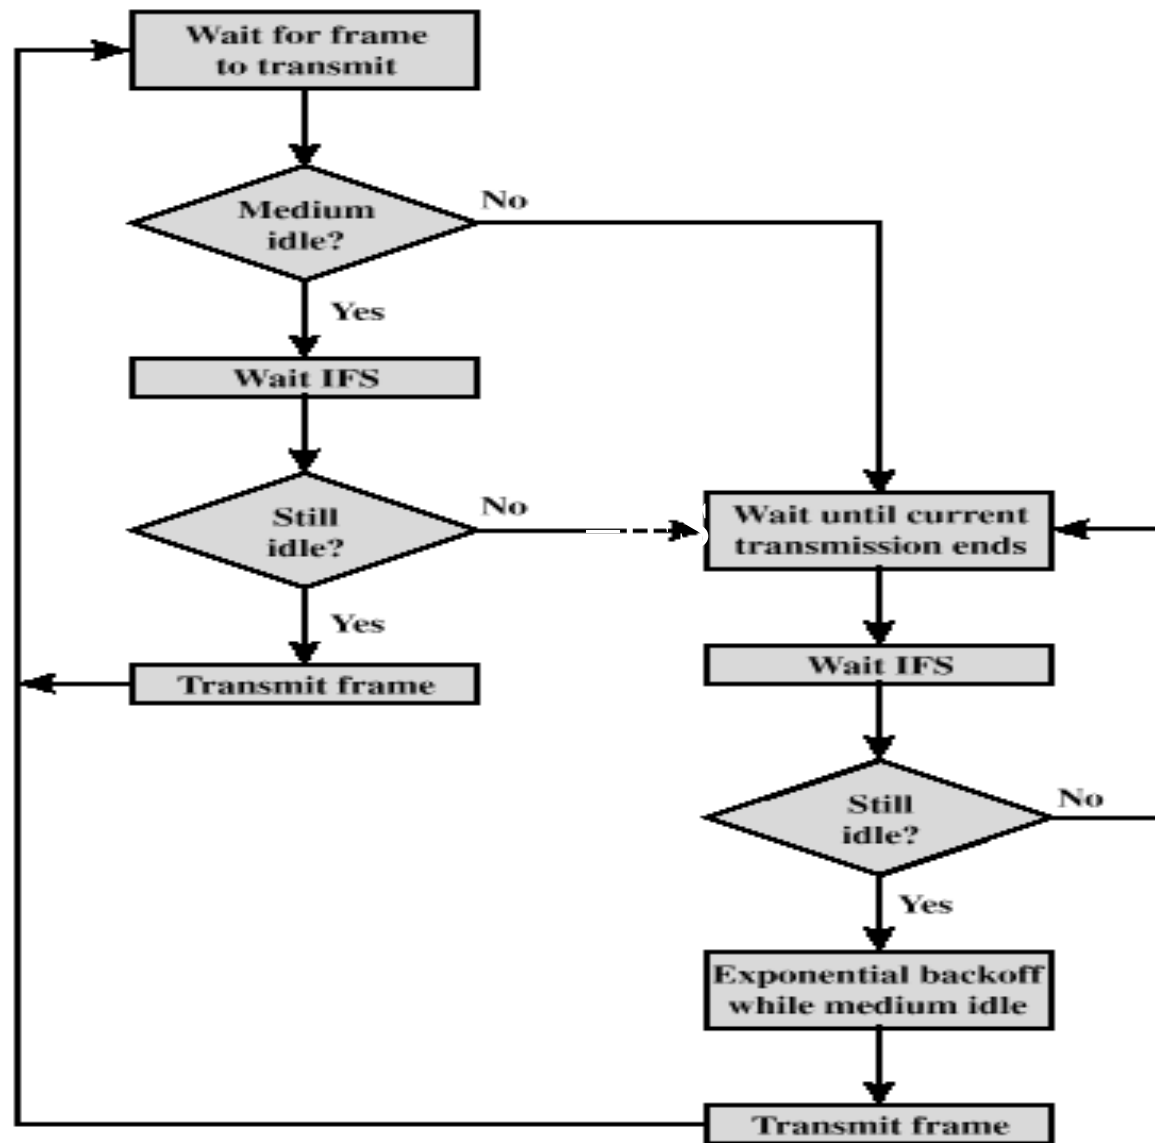 Wait for frame
to transmit
Medium
idle?
No
Yes
Wait IFS
Still
idle?
No
Yes
Transmit frame
Wait until current
transmission ends
Wait IFS
Still
idle?
No
Yes
Exponential backoff
while medium idle
Transmit frame